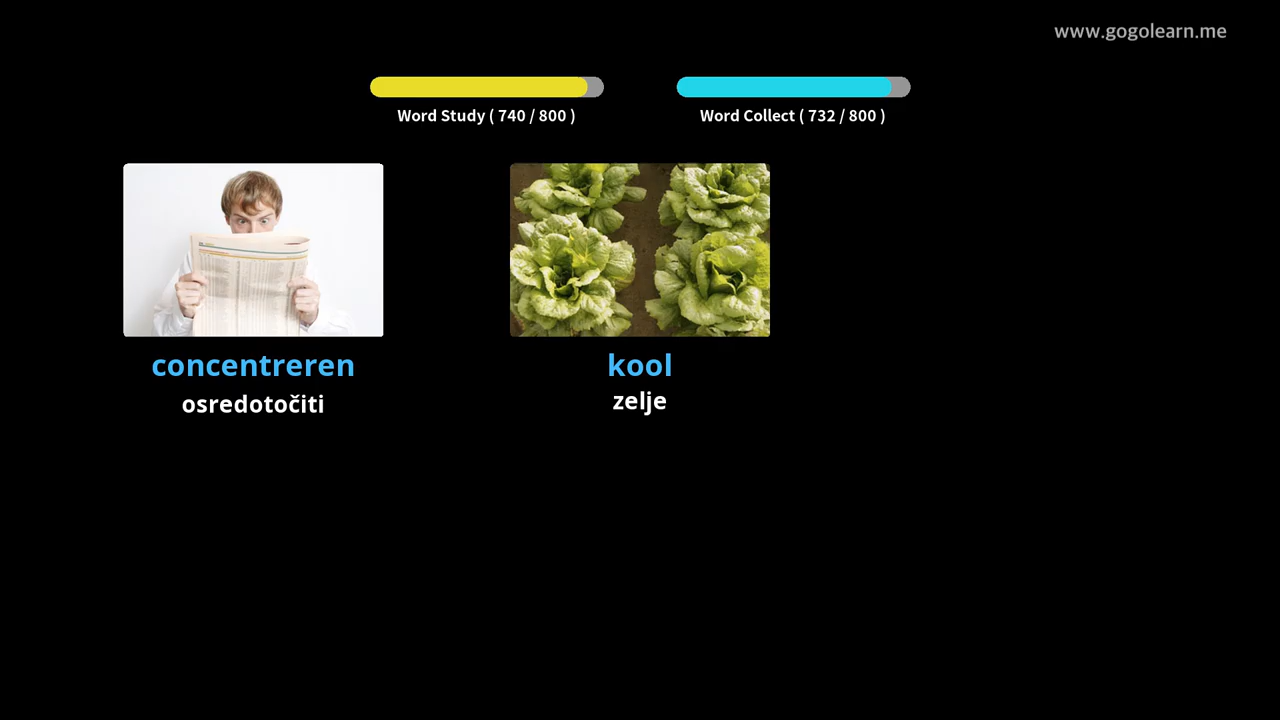 www.gogolearn.me
Word Study ( 740 / 800 )
Word Collect ( 732 / 800 )
concentreren
osredotočiti
kool
zelje